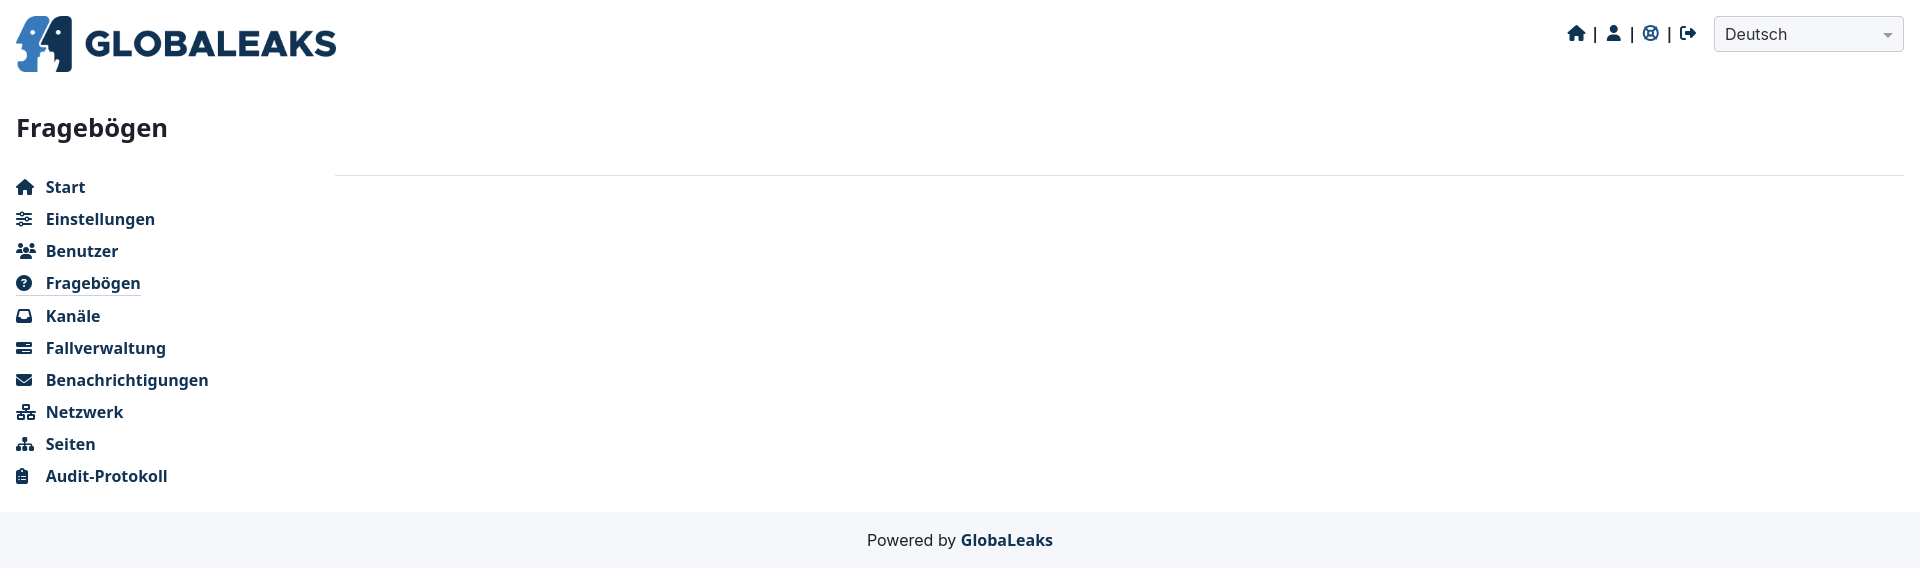 GLOBALEAKS
| | | Deutsch
Fragebögen
Start
Einstellungen
Benutzer
Fragebögen
Kanäle
Fallverwaltung
Benachrichtigungen
Netzwerk
Seiten
Audit-Protokoll
Powered by GlobaLeaks